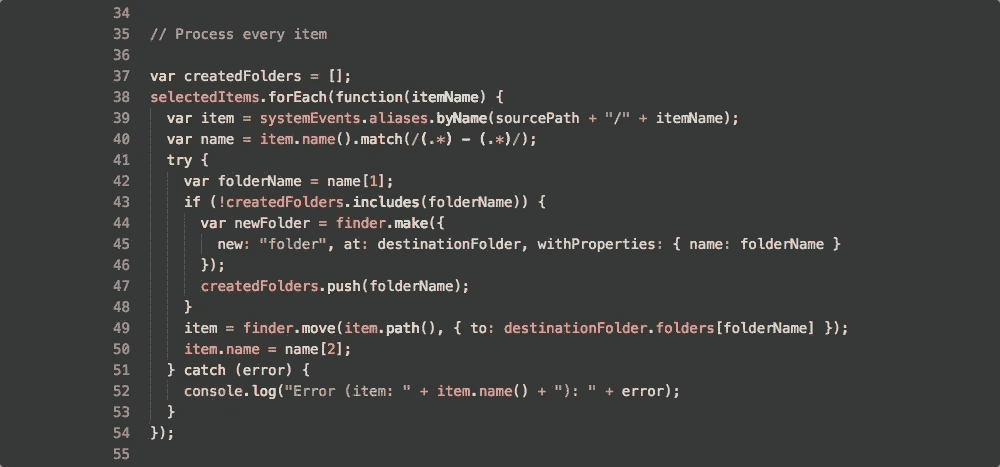 34
35 // Process every item
36
37 var createdFolders = [];
38 selectedItems.forEach(function(itemName) {
39   var item = systemEvents.aliases.byName(sourcePath + "/" + itemName);
40   var name = item.name().match(/(.*) – (.*)/);
41   try {
42     var folderName = name[1];
43     if (!createdFolders.includes(folderName)) {
44       var newFolder = finder.make({
45         new: "folder", at: destinationFolder, withProperties: { name: folderName }
46       });
47       createdFolders.push(folderName);
48     }
49     item = finder.move(item.path(), { to: destinationFolder.folders[folderName] });
50     item.name = name[2];
51   } catch (error) {
52     console.log("Error (item: " + item.name() + "): " + error);
53   }
54 });
55